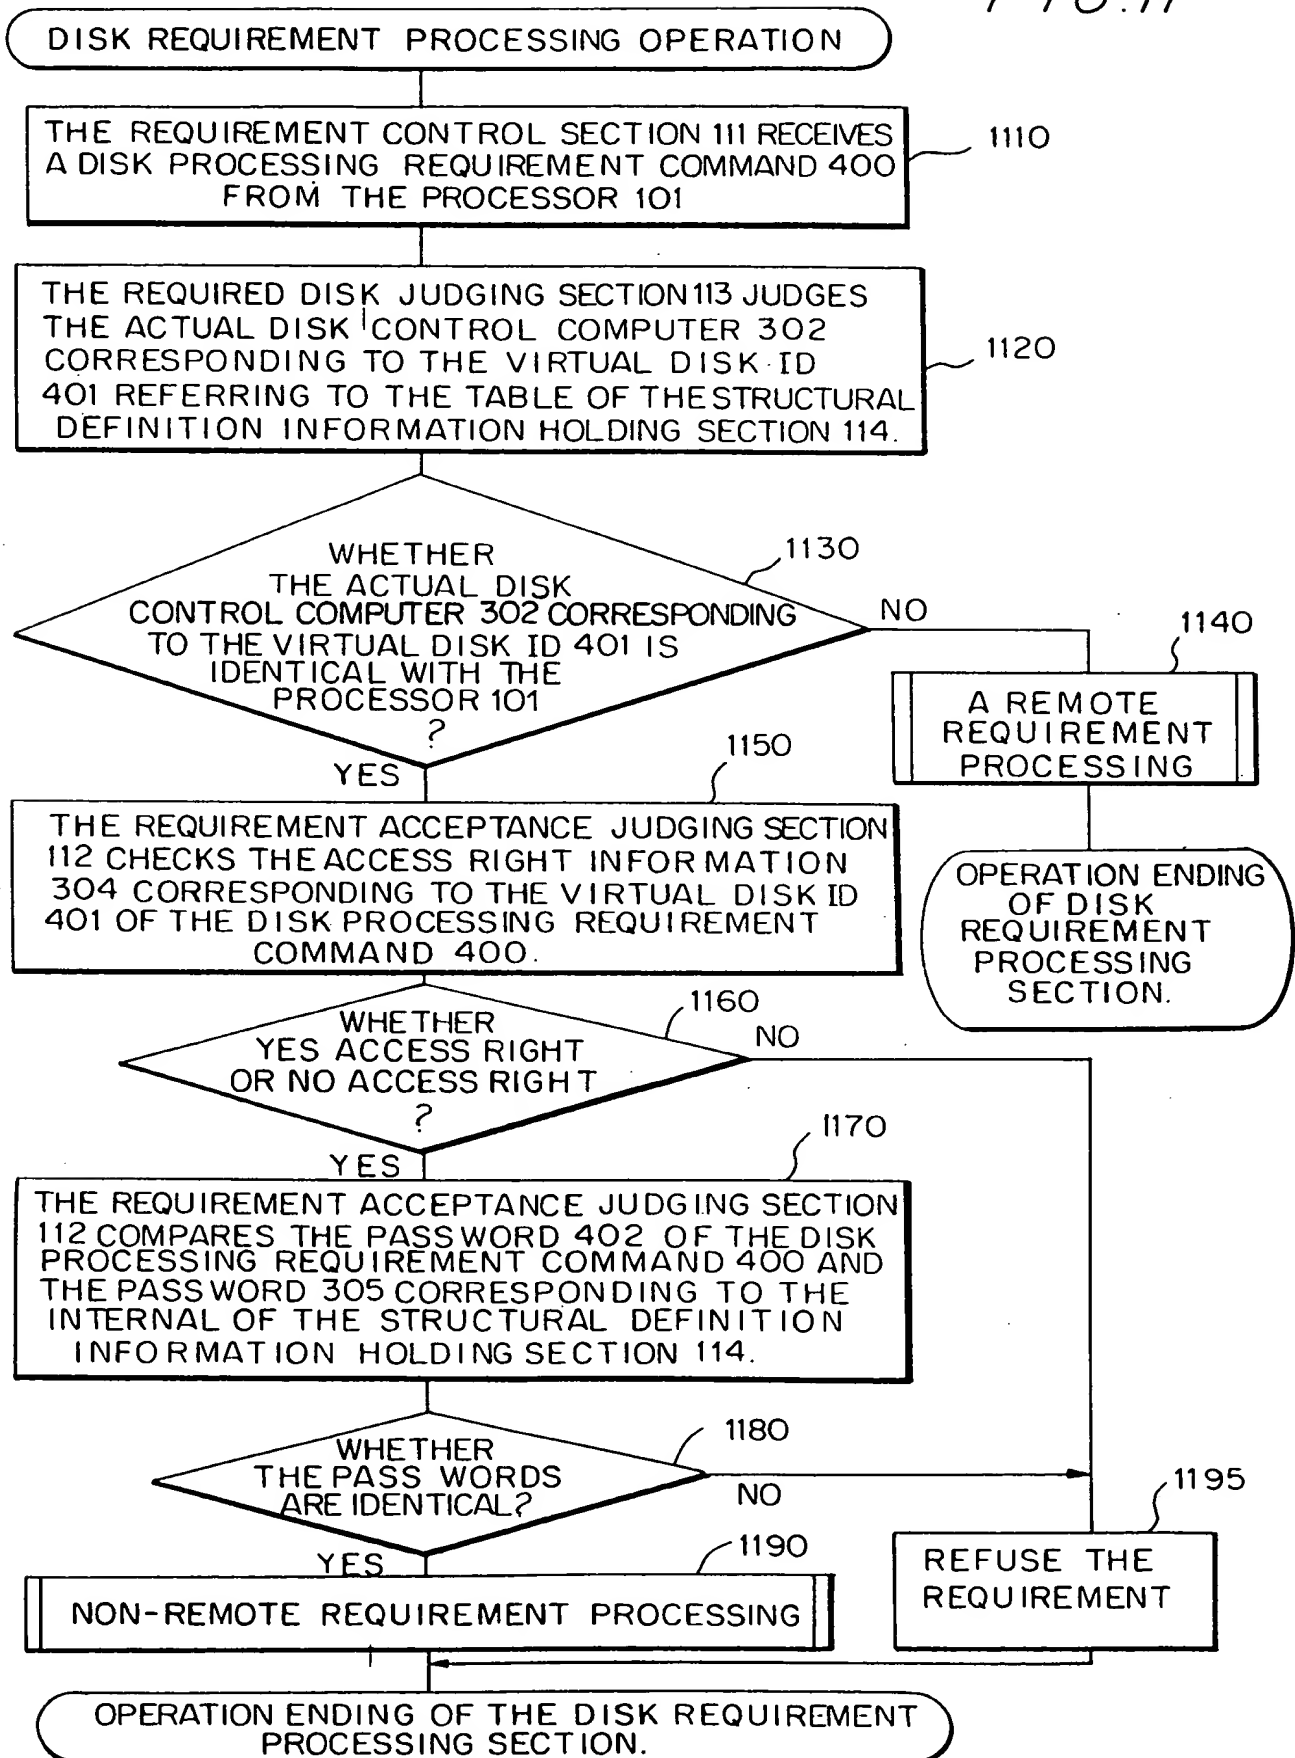 FIG.11
DISK REQUIREMENT PROCESSING OPERATION
THE REQUIREMENT CONTROL SECTION 111 RECEIVES
A DISK PROCESSING REQUIREMENT COMMAND 400
FROM THE PROCESSOR 101
1110
THE REQUIRED DISK JUDGING SECTION 113 JUDGES
THE ACTUAL DISK CONTROL COMPUTER 302
CORRESPONDING TO THE VIRTUAL DISK ID
401 REFERRING TO THE TABLE OF THE STRUCTURAL
DEFINITION INFORMATION HOLDING SECTION 114.
1120
WHETHER
THE ACTUAL DISK
CONTROL COMPUTER 302 CORRESPONDING
TO THE VIRTUAL DISK ID 401 IS
IDENTICAL WITH THE
PROCESSOR 101
?
1130
NO
1140
A REMOTE
REQUIREMENT
PROCESSING
OPERATION ENDING
OF DISK
REQUIREMENT
PROCESSING
SECTION.
YES
1150
THE REQUIREMENT ACCEPTANCE JUDGING SECTION
112 CHECKS THE ACCESS RIGHT INFORMATION
304 CORRESPONDING TO THE VIRTUAL DISK ID
401 OF THE DISK PROCESSING REQUIREMENT
COMMAND 400.
1160
WHETHER
YES ACCESS RIGHT
OR NO ACCESS RIGHT
?
NO
YES
1170
THE REQUIREMENT ACCEPTANCE JUDGING SECTION
112 COMPARES THE PASSWORD 402 OF THE DISK
PROCESSING REQUIREMENT COMMAND 400 AND
THE PASSWORD 305 CORRESPONDING TO THE
INTERNAL OF THE STRUCTURAL DEFINITION
INFORMATION HOLDING SECTION 114.
1180
WHETHER
THE PASS WORDS
ARE IDENTICAL?
NO
1195
REFUSE THE
REQUIREMENT
YES
1190
NON-REMOTE REQUIREMENT PROCESSING
OPERATION ENDING OF THE DISK REQUIREMENT
PROCESSING SECTION.